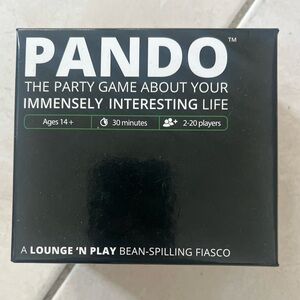 PANDO™
THE PARTY GAME ABOUT YOUR
IMMENSELY INTERESTING LIFE
Ages 14+ 30 minutes 2-20 players
A LOUNGE 'N PLAY BEAN-SPILLING FIASCO